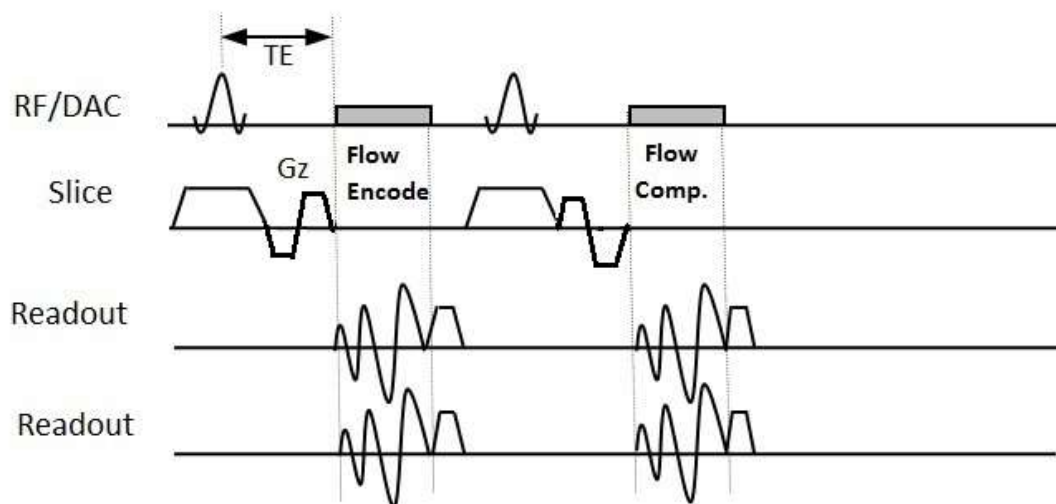 TE
RF/DAC
Flow
Encode
Flow
Comp.
Slice
Gz
Readout
Readout